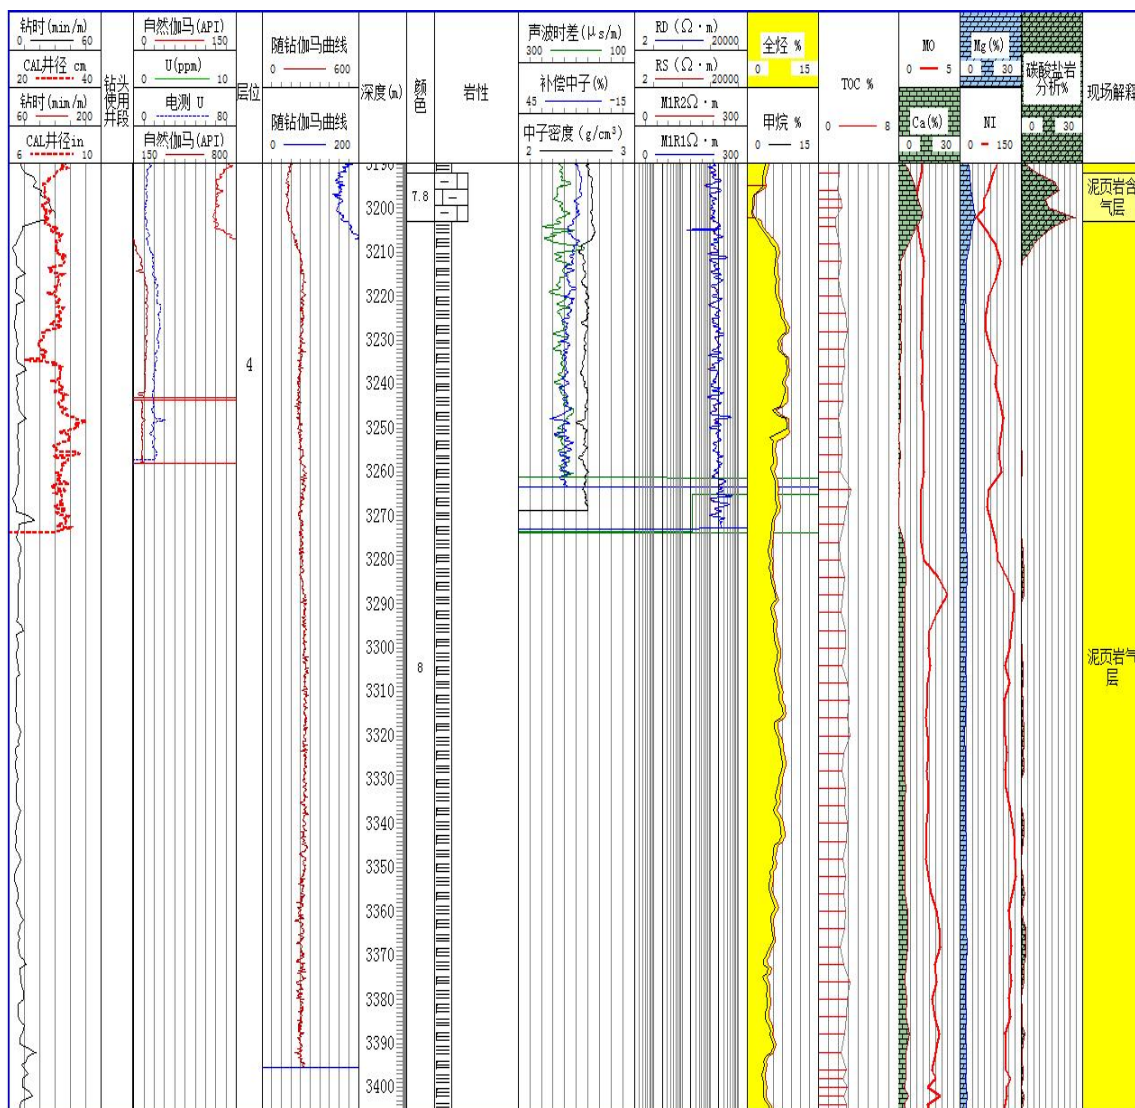 钻时(min/m)
0 60
CAL井径 cm
20 40
钻时(min/m)
60 200
CAL井径in
6 10
钻头使用井段
自然伽马(API)
0 150
U(ppm)
0 10
电测 U
0 80
自然伽马(API)
150 800
层位
随钻伽马曲线
0 600
随钻伽马曲线
0 200
深度(m)
颜色
岩性
声波时差(μs/m)
300 100
补偿中子(%)
45 -15
中子密度(g/cm³)
2 3
RD (Ω·m)
2 20000
RS (Ω·m)
2 20000
M1R2Ω·m
0 300
M1R1Ω·m
0 300
全烃 %
0 15
甲烷 %
0 15
TOC %
0 8
MO
0 5
Ca(%)
0 30
Mg(%)
0 30
NI
0 150
碳酸盐岩
分析%
0 30
现场解释
3190
3200
3210
3220
3230
3240
3250
3260
3270
3280
3290
3300
3310
3320
3330
3340
3350
3360
3370
3380
3390
3400
4
7.8
8
泥页岩含
气层
泥页岩气
层